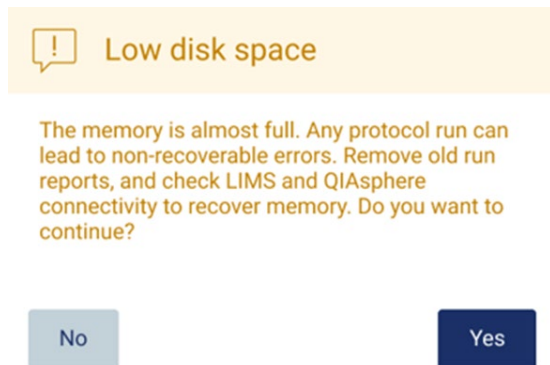 !
Low disk space
The memory is almost full. Any protocol run can
lead to non-recoverable errors. Remove old run
reports, and check LIMS and QIAsphere
connectivity to recover memory. Do you want to
continue?
No
Yes